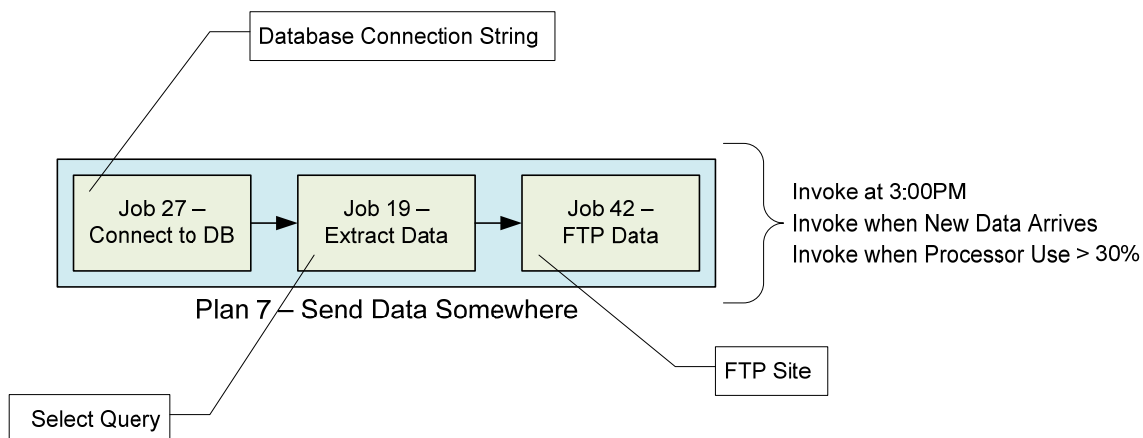 Database Connection String
Job 27 –
Connect to DB
Job 19 –
Extract Data
Job 42 –
FTP Data
Invoke at 3:00PM
Invoke when New Data Arrives
Invoke when Processor Use > 30%
Plan 7 – Send Data Somewhere
FTP Site
Select Query